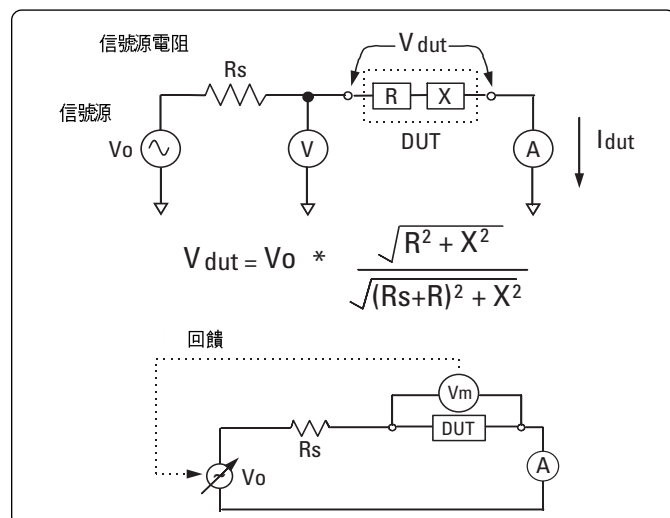 信號源電阻
Rs
V dut
信號源
Vo
R
X
V
DUT
A
I dut
V dut = Vo * √R² + X² / √(Rs+R)² + X²
回饋
Vm
Rs
DUT
Vo
A